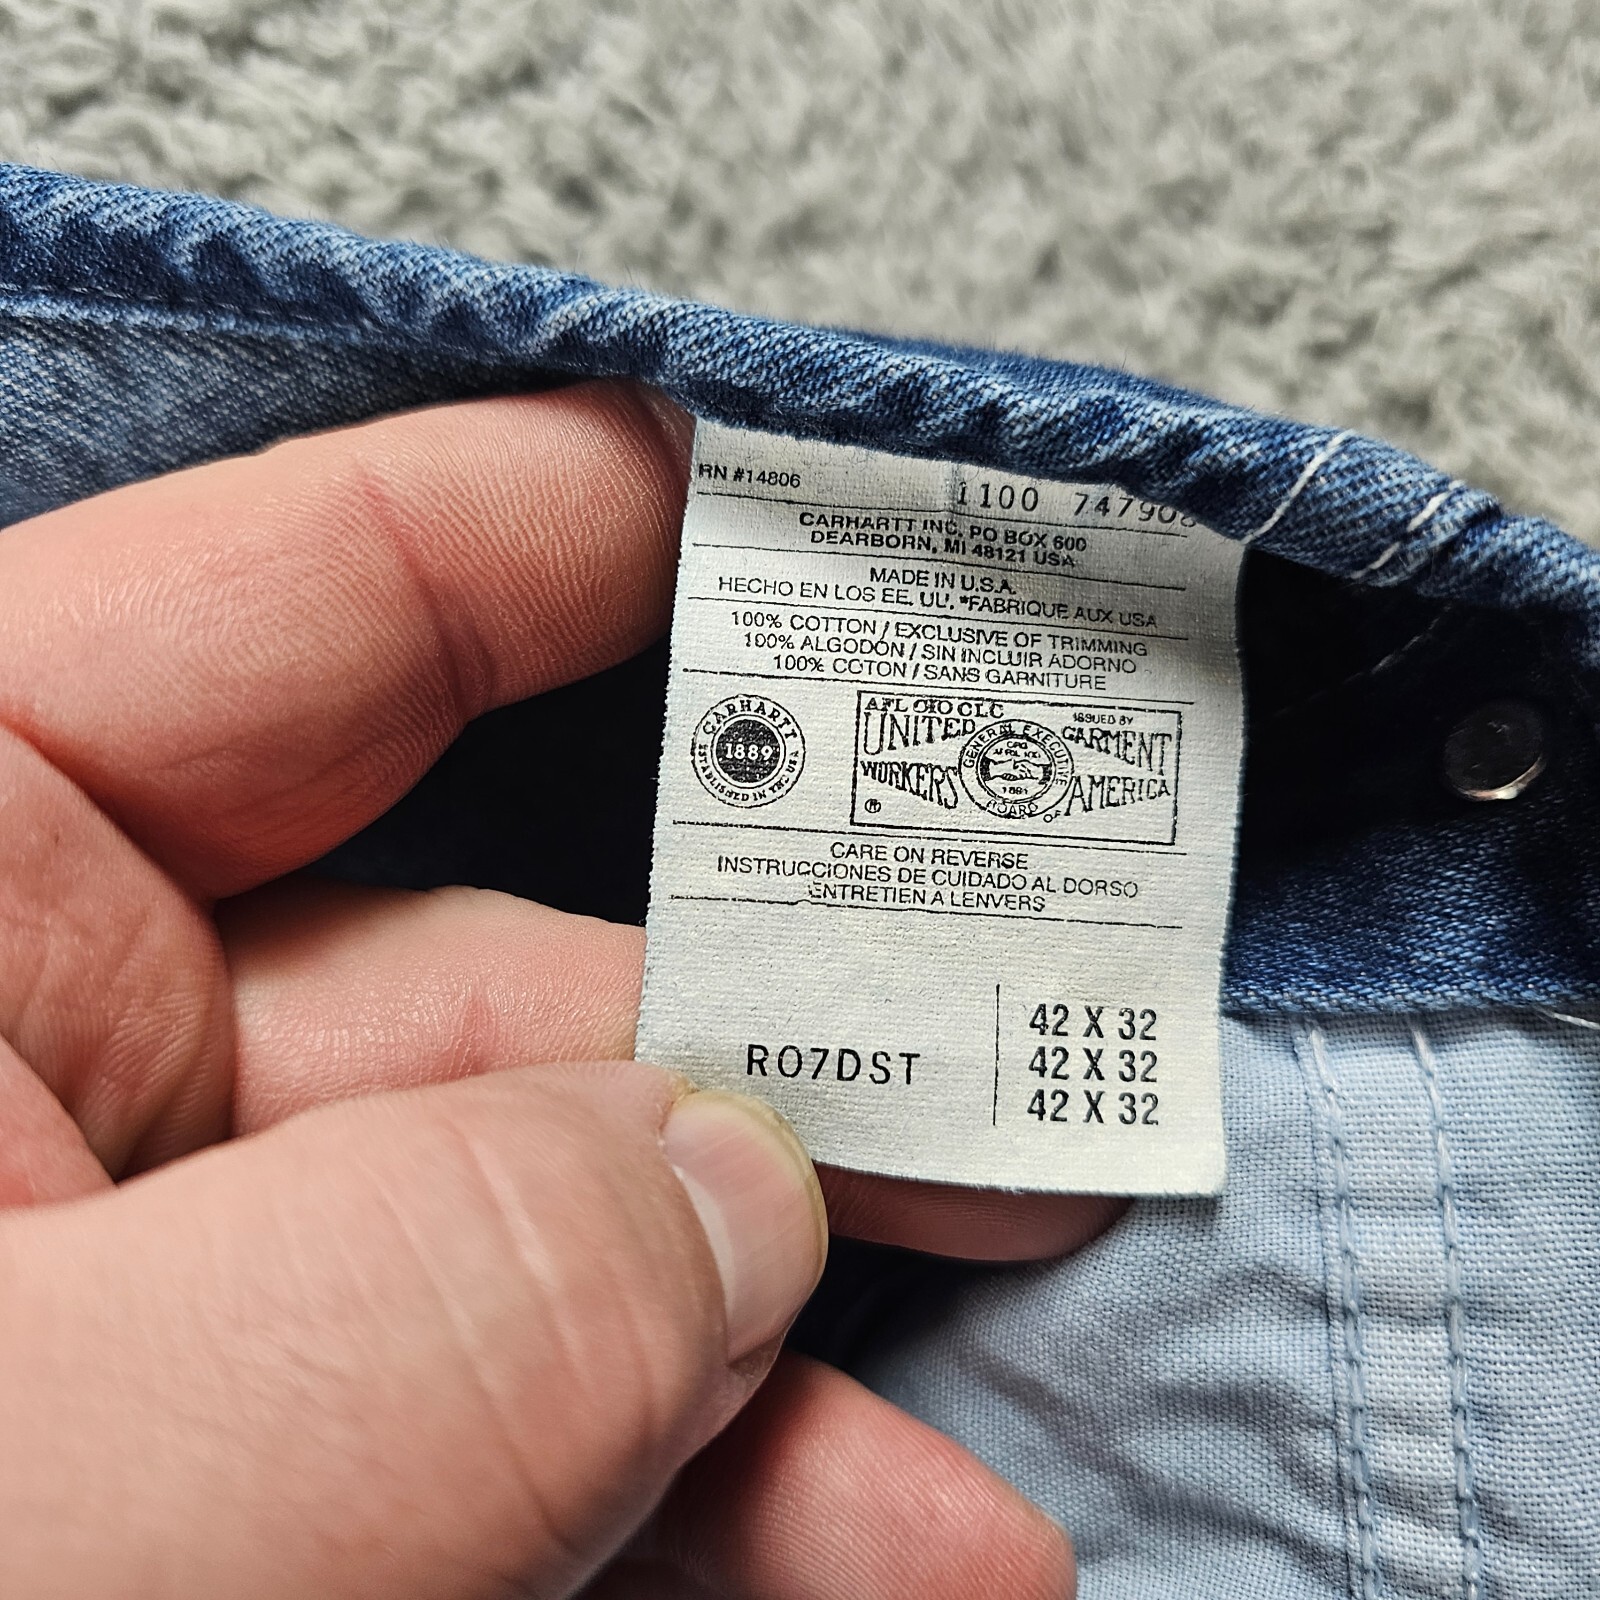 RN #14806
1100 74790
CARHARTT INC. PO BOX 600
DEARBORN, MI 48121 USA
MADE IN U.S.A.
HECHO EN LOS EE. UU. *FABRIQUE AUX USA
100% COTTON / EXCLUSIVE OF TRIMMING
100% ALGODON / SIN INCLUIR ADORNO
100% COTON / SANS GARNITURE
CARHARTT
1889
ESTABLISHED IN THE USA
AFL CIO CLC
ISSUED BY
UNITED GARMENT
WORKERS OF AMERICA
GENERAL EXECUTIVE BOARD
CARE ON REVERSE
INSTRUCCIONES DE CUIDADO AL DORSO
ENTRETIEN A LENVERS
R07DST
42 X 32
42 X 32
42 X 32